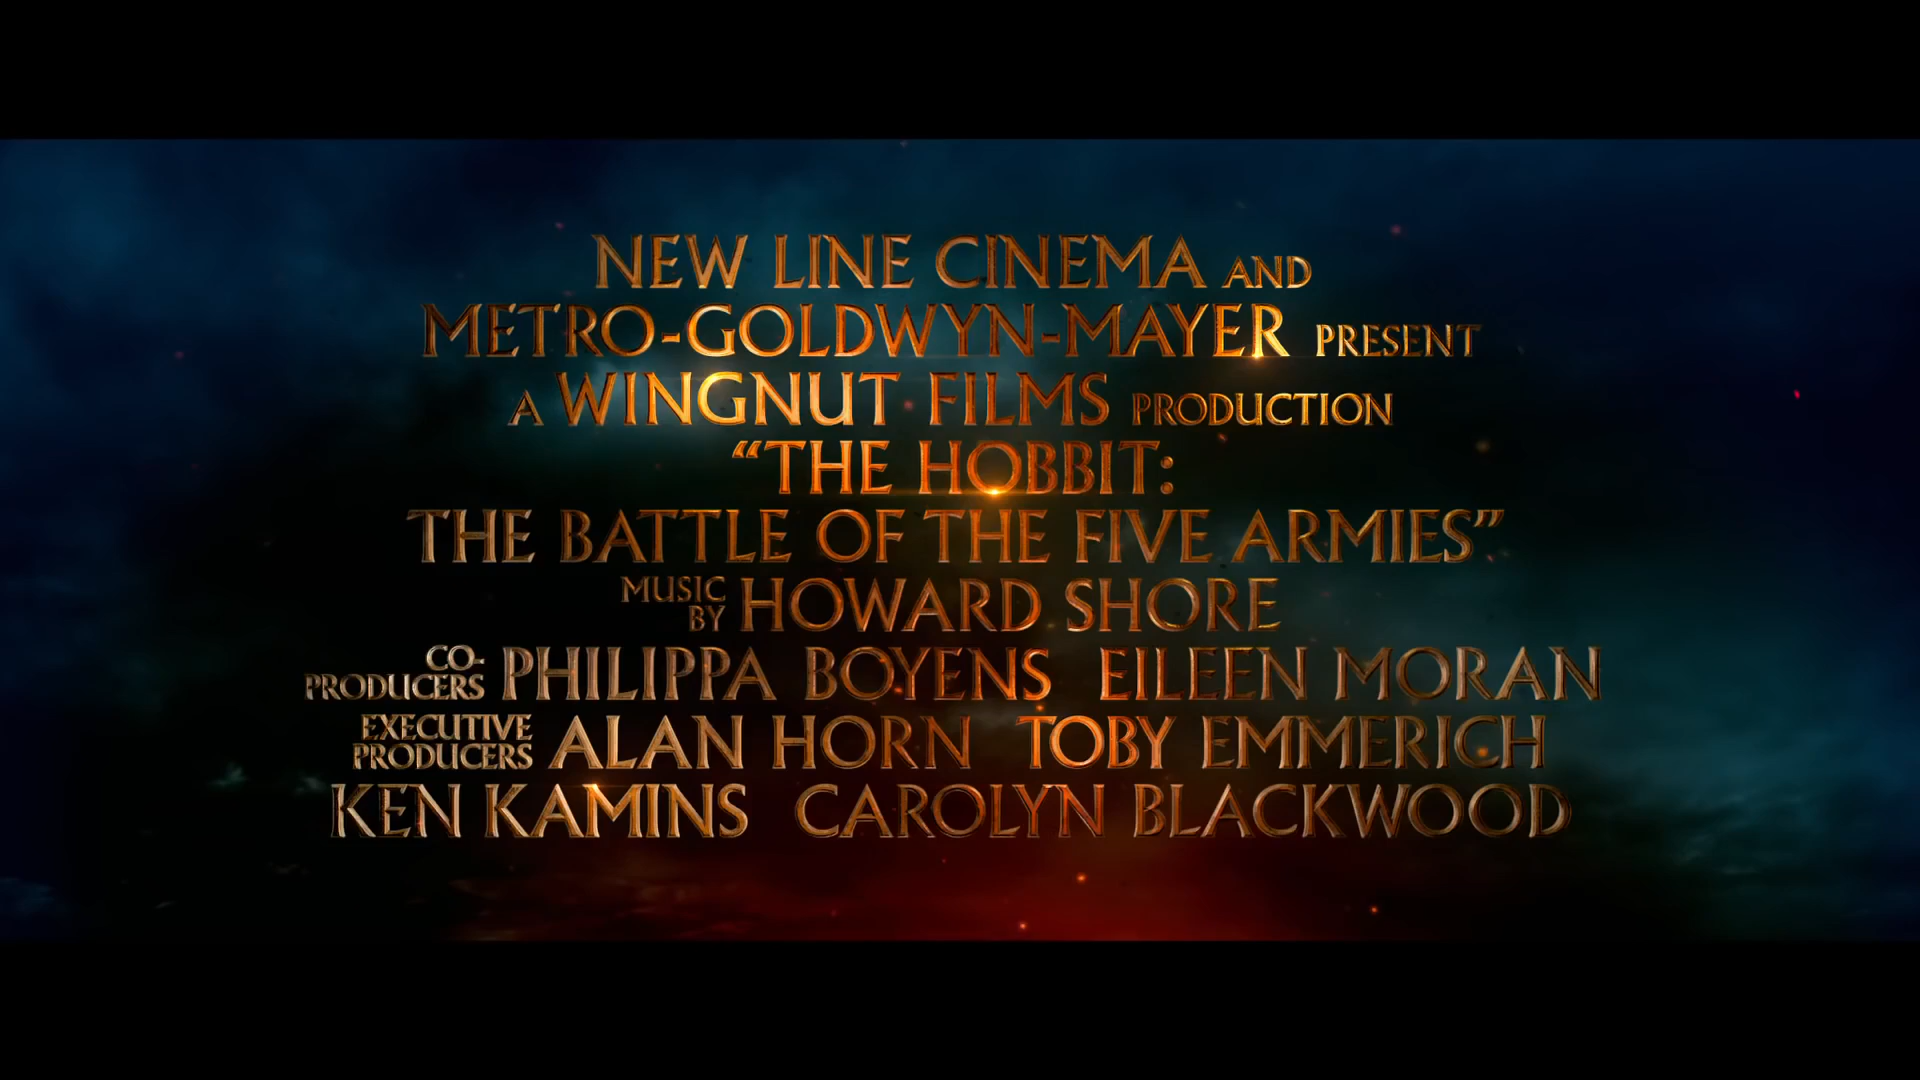 NEW LINE CINEMA AND
METRO-GOLDWYN-MAYER PRESENT
A WINGNUT FILMS PRODUCTION
“THE HOBBIT:
THE BATTLE OF THE FIVE ARMIES”
MUSIC BY HOWARD SHORE
CO-PRODUCERS PHILIPPA BOYENS EILEEN MORAN
EXECUTIVE PRODUCERS ALAN HORN TOBY EMMERICH
KEN KAMINS CAROLYN BLACKWOOD